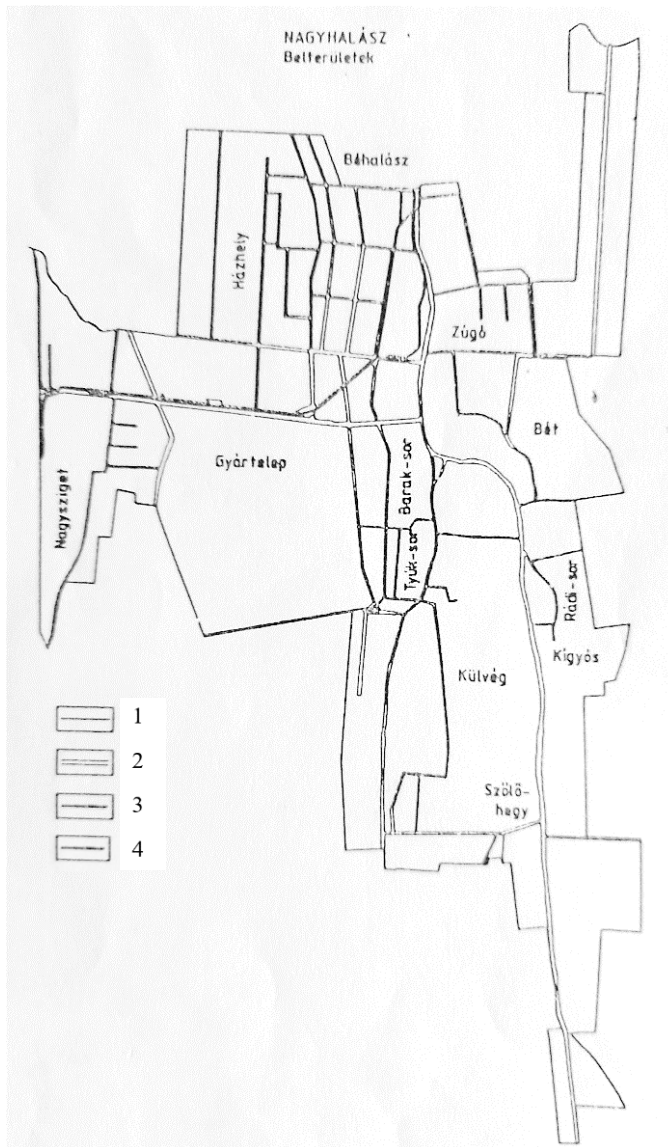 NAGYHALÁSZ
Belterületek
Béhalász
Házhely
Zúgó
Bét
Gyártelep
Barak-sor
Nagysziget
Tyúk-sor
Rádi-sor
Kígyós
Külvég
Szőlő-
hegy
1
2
3
4